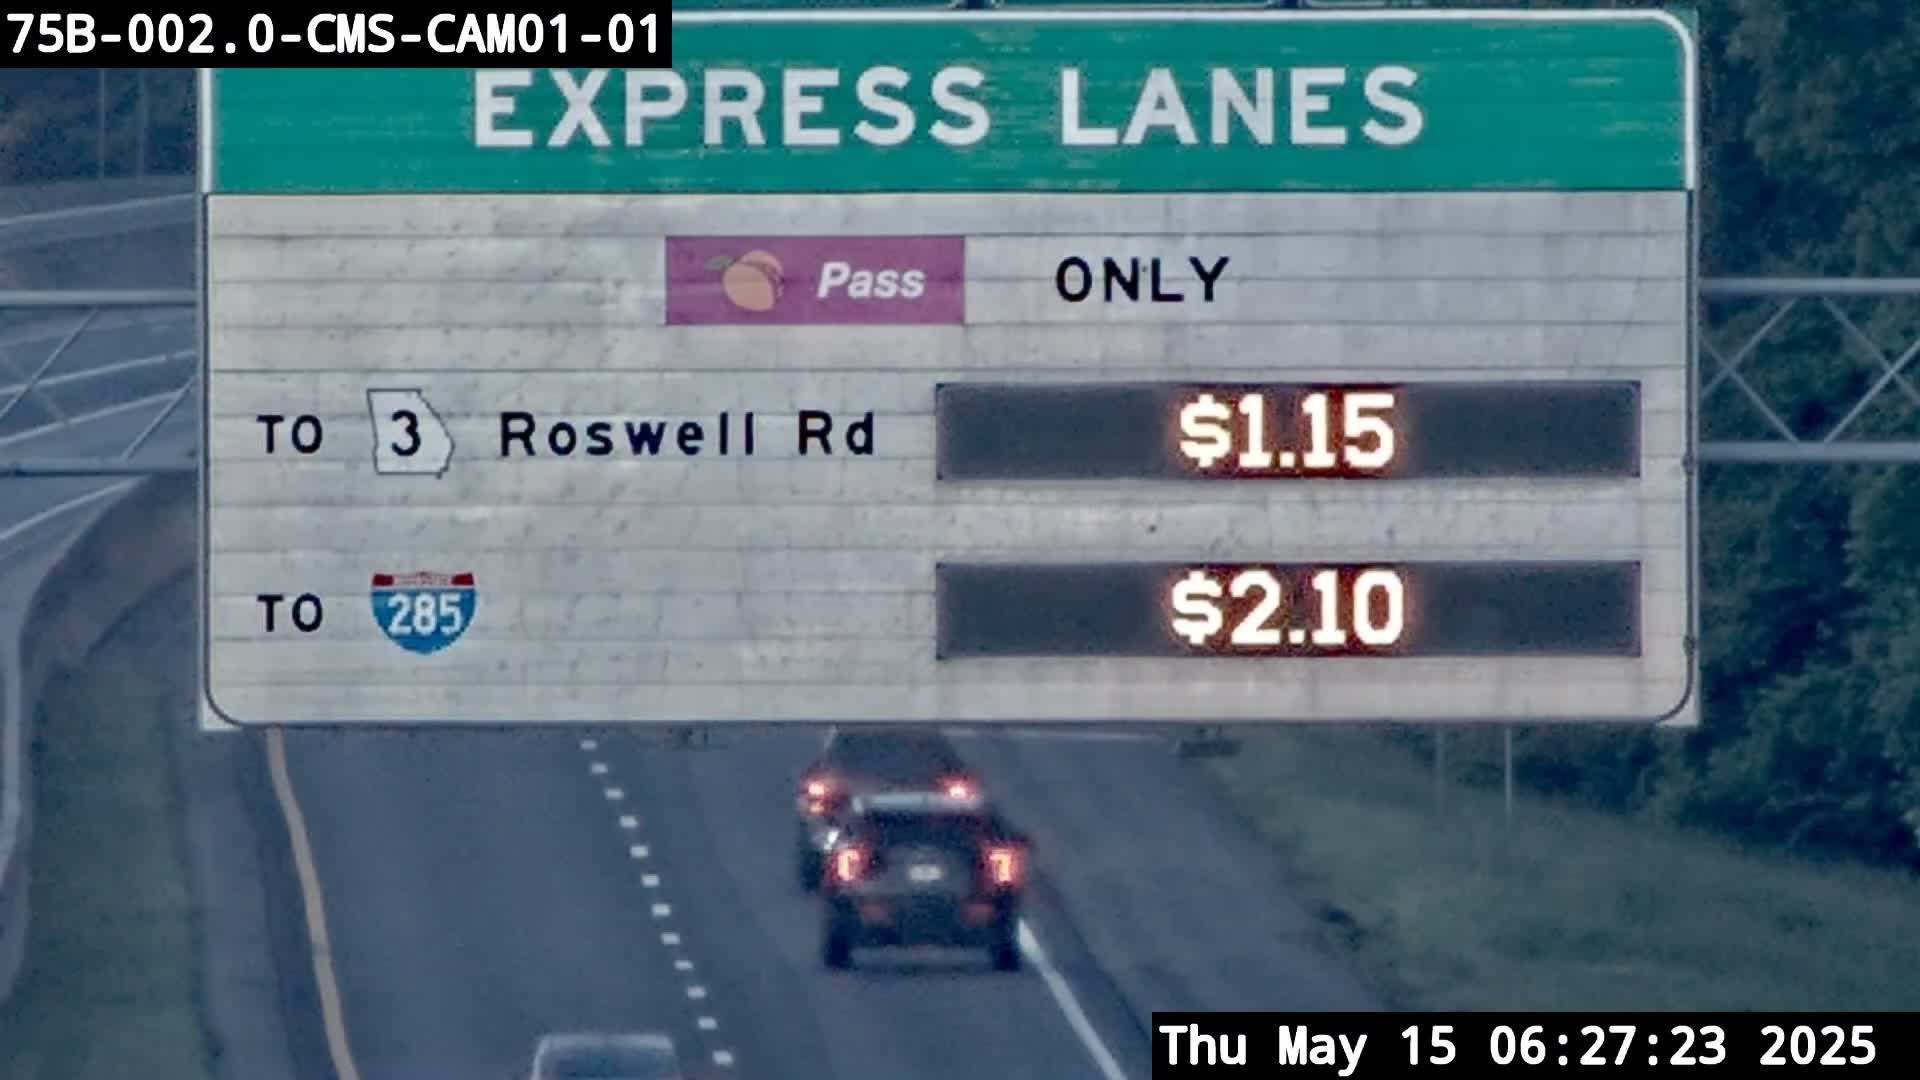 75B-002.0-CMS-CAM01-01
EXPRESS LANES
Pass ONLY
TO 3 Roswell Rd $1.15
TO 285 $2.10
Thu May 15 06:27:23 2025